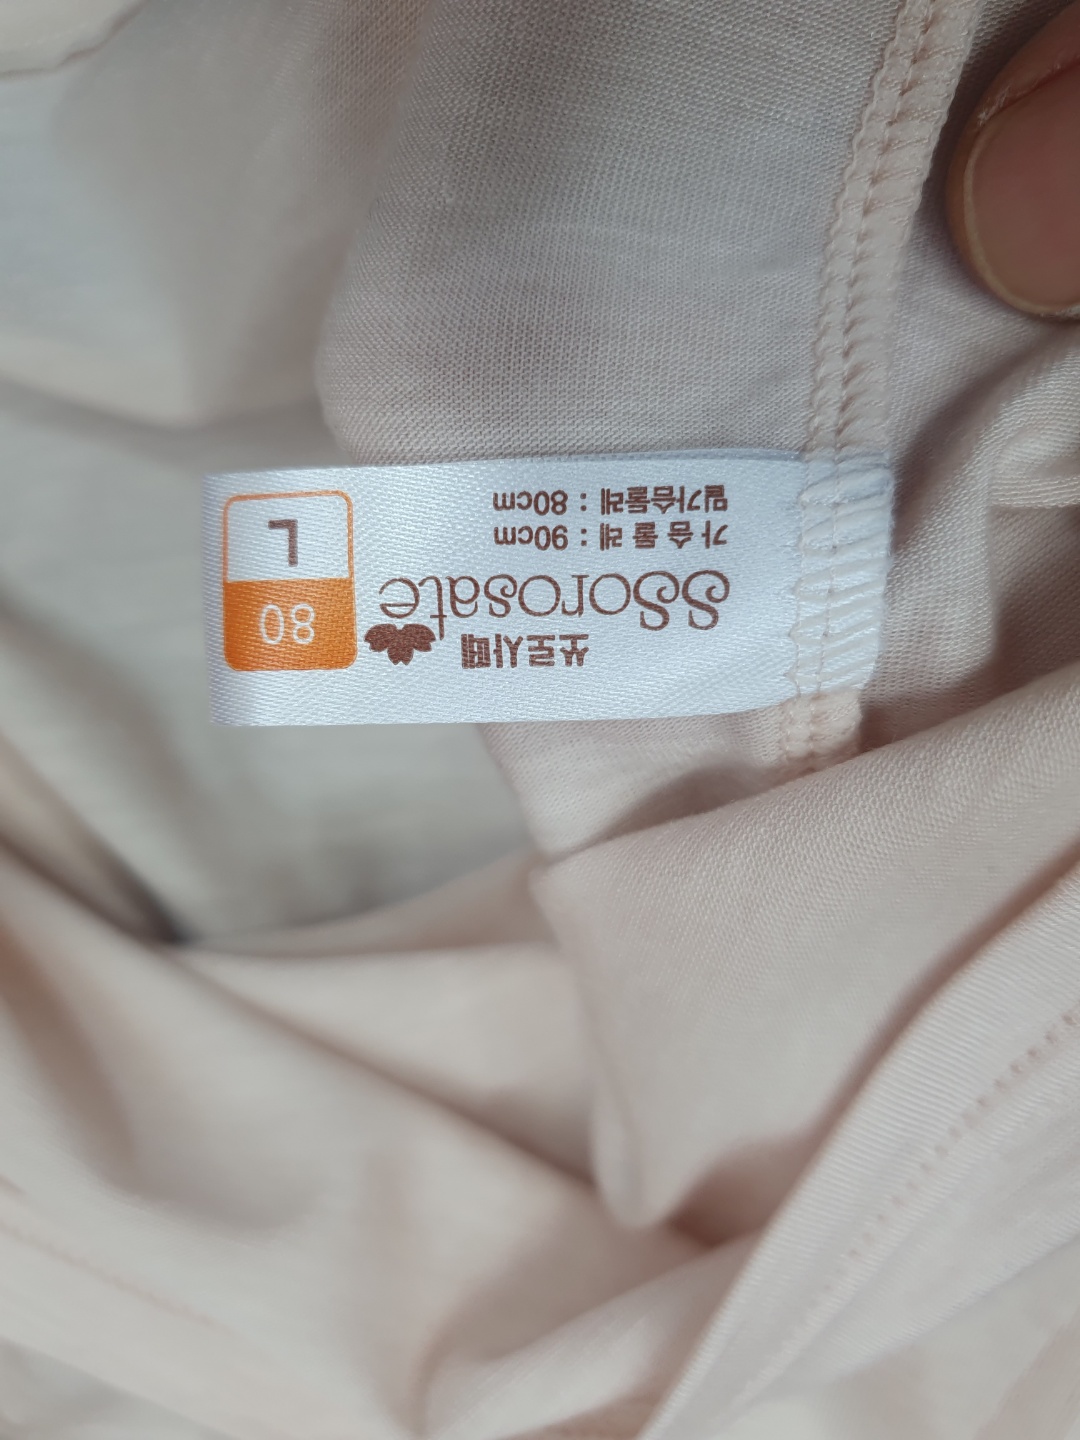 쏘로사떼
SSorosate
가 슴 둘 레 : 90cm
밑가슴둘레 : 80cm
80
L